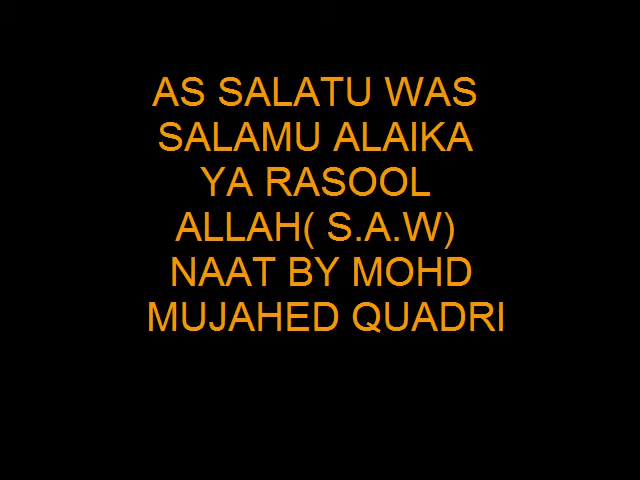 AS SALATU WAS
SALAMU ALAIKA
YA RASOOL
ALLAH( S.A.W)
NAAT BY MOHD
MUJAHED QUADRI